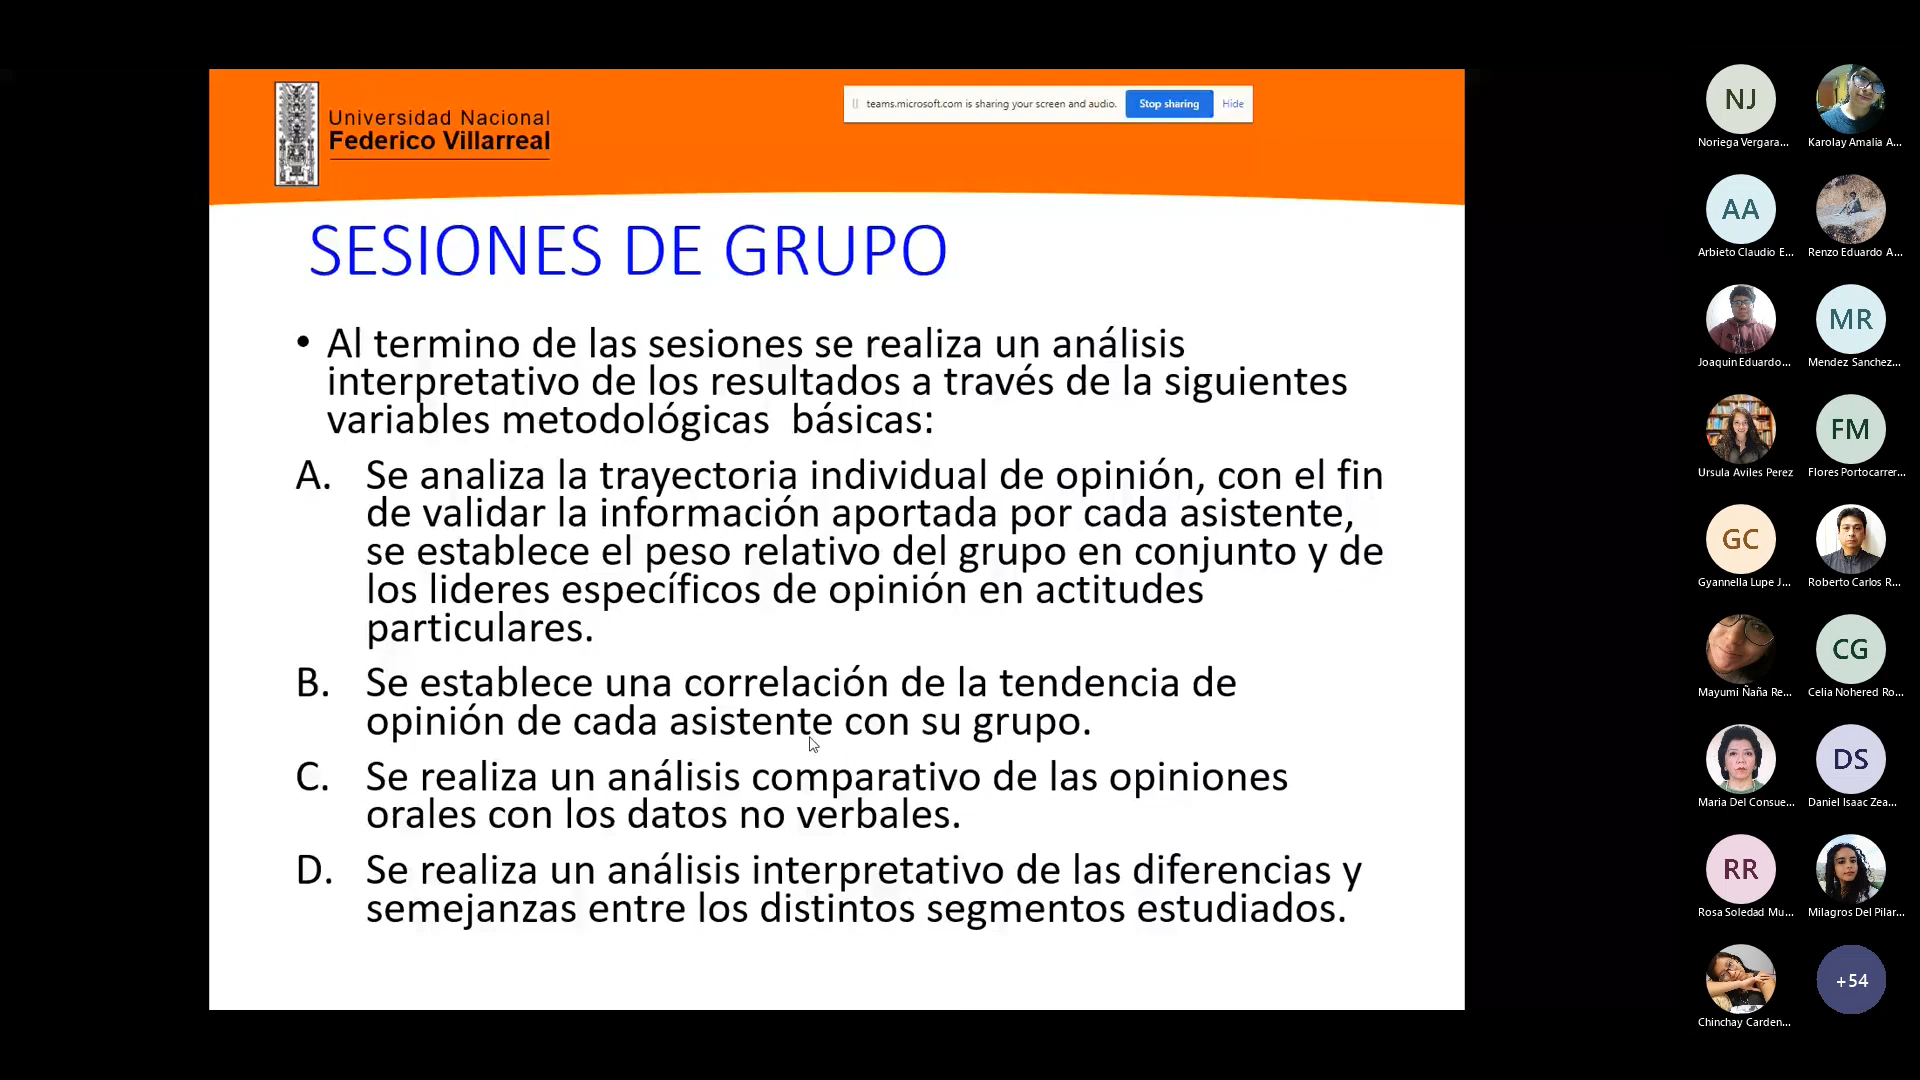 Universidad Nacional
Federico Villarreal
teams.microsoft.com is sharing your screen and audio. Stop sharing Hide
SESIONES DE GRUPO
• Al termino de las sesiones se realiza un análisis
interpretativo de los resultados a través de la siguientes
variables metodológicas básicas:
A. Se analiza la trayectoria individual de opinión, con el fin
de validar la información aportada por cada asistente,
se establece el peso relativo del grupo en conjunto y de
los lideres específicos de opinión en actitudes
particulares.
B. Se establece una correlación de la tendencia de
opinión de cada asistente con su grupo.
C. Se realiza un análisis comparativo de las opiniones
orales con los datos no verbales.
D. Se realiza un análisis interpretativo de las diferencias y
semejanzas entre los distintos segmentos estudiados.
NJ
Noriega Vergara... Karolay Amalia A...
AA
Arbieto Claudio E... Renzo Eduardo A...
MR
Joaquin Eduardo... Mendez Sanchez...
FM
Ursula Aviles Perez Flores Portocarrer...
GC
Gyannella Lupe J... Roberto Carlos R...
CG
Mayumi Ñaña Re... Celia Nohered Ro...
DS
Maria Del Consue... Daniel Isaac Zea...
RR
Rosa Soledad Mu... Milagros Del Pilar...
+54
Chinchay Carden...